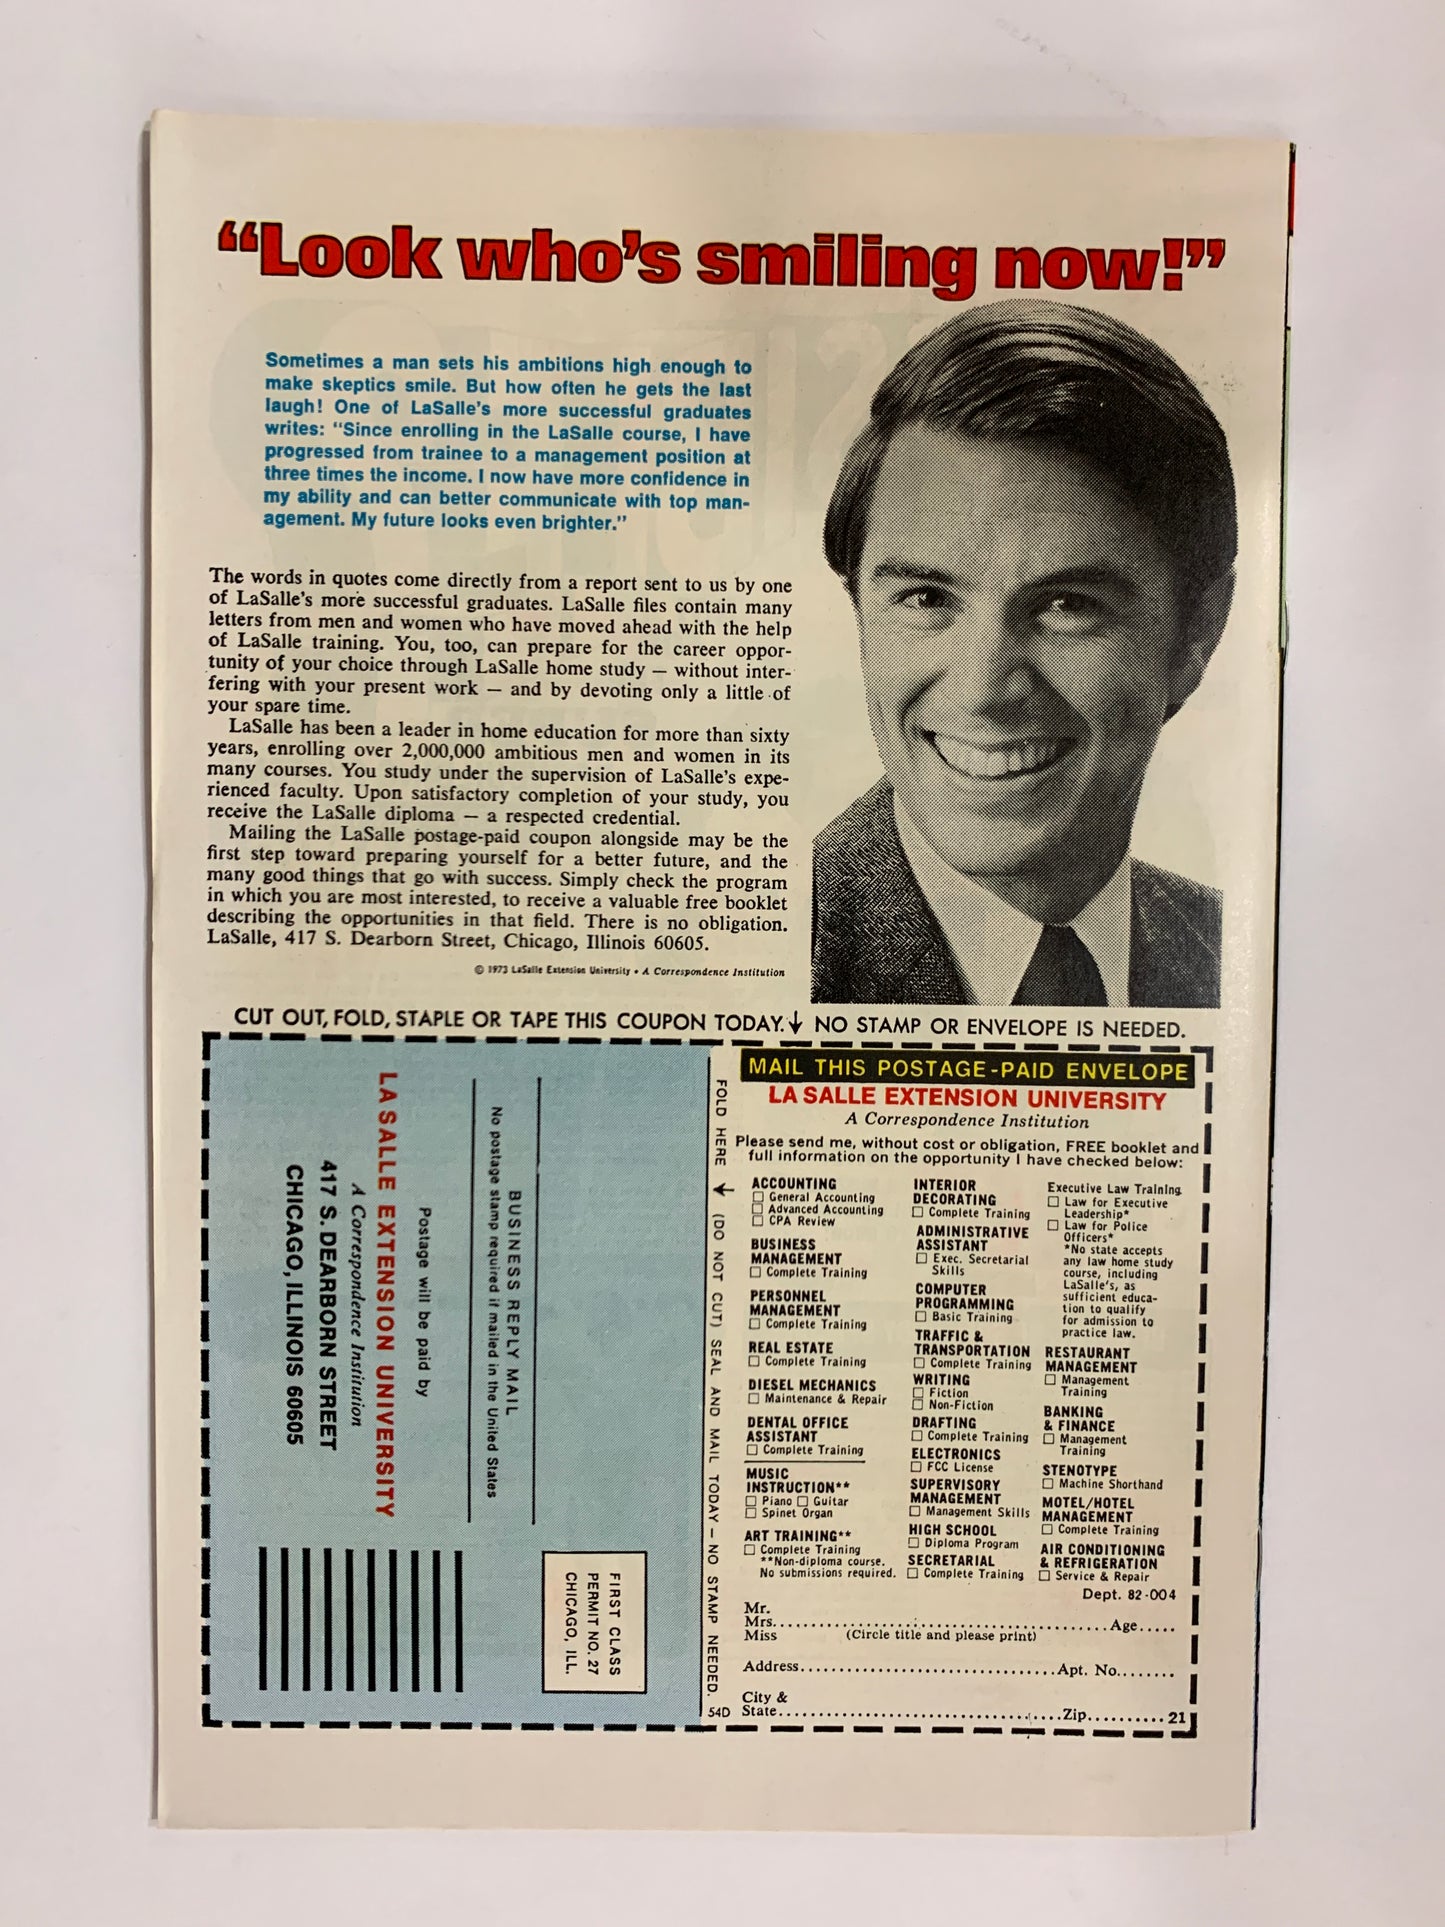 “Look who’s smiling now!”
Sometimes a man sets his ambitions high enough to
make skeptics smile. But how often he gets the last
laugh! One of LaSalle’s more successful graduates
writes: “Since enrolling in the LaSalle course, I have
progressed from trainee to a management position at
three times the income. I now have more confidence in
my ability and can better communicate with top man-
agement. My future looks even brighter.”
The words in quotes come directly from a report sent to us by one
of LaSalle’s more successful graduates. LaSalle files contain many
letters from men and women who have moved ahead with the help
of LaSalle training. You, too, can prepare for the career oppor-
tunity of your choice through LaSalle home study — without inter-
fering with your present work — and by devoting only a little of
your spare time.
LaSalle has been a leader in home education for more than sixty
years, enrolling over 2,000,000 ambitious men and women in its
many courses. You study under the supervision of LaSalle’s expe-
rienced faculty. Upon satisfactory completion of your study, you
receive the LaSalle diploma — a respected credential.
Mailing the LaSalle postage-paid coupon alongside may be the
first step toward preparing yourself for a better future, and the
many good things that go with success. Simply check the program
in which you are most interested, to receive a valuable free booklet
describing the opportunities in that field. There is no obligation.
LaSalle, 417 S. Dearborn Street, Chicago, Illinois 60605.
© 1973 LaSalle Extension University • A Correspondence Institution
CUT OUT, FOLD, STAPLE OR TAPE THIS COUPON TODAY. ↓ NO STAMP OR ENVELOPE IS NEEDED.
FIRST CLASS
PERMIT NO. 27
CHICAGO, ILL.
BUSINESS REPLY MAIL
No postage stamp required if mailed in the United States
Postage will be paid by
LA SALLE EXTENSION UNIVERSITY
A Correspondence Institution
417 S. DEARBORN STREET
CHICAGO, ILLINOIS 60605
FOLD HERE → (DO NOT CUT) SEAL AND MAIL TODAY — NO STAMP NEEDED.
54D
MAIL THIS POSTAGE-PAID ENVELOPE
LA SALLE EXTENSION UNIVERSITY
A Correspondence Institution
Please send me, without cost or obligation, FREE booklet and
full information on the opportunity I have checked below:
ACCOUNTING
☐ General Accounting
☐ Advanced Accounting
☐ CPA Review
BUSINESS
MANAGEMENT
☐ Complete Training
PERSONNEL
MANAGEMENT
☐ Complete Training
REAL ESTATE
☐ Complete Training
DIESEL MECHANICS
☐ Maintenance & Repair
DENTAL OFFICE
ASSISTANT
☐ Complete Training
MUSIC
INSTRUCTION**
☐ Piano ☐ Guitar
☐ Spinet Organ
ART TRAINING**
☐ Complete Training
**Non-diploma course.
No submissions required.
INTERIOR
DECORATING
☐ Complete Training
ADMINISTRATIVE
ASSISTANT
☐ Exec. Secretarial
Skills
COMPUTER
PROGRAMMING
☐ Basic Training
TRAFFIC &
TRANSPORTATION
☐ Complete Training
WRITING
☐ Fiction
☐ Non-Fiction
DRAFTING
☐ Complete Training
ELECTRONICS
☐ FCC License
SUPERVISORY
MANAGEMENT
☐ Management Skills
HIGH SCHOOL
☐ Diploma Program
SECRETARIAL
☐ Complete Training
Executive Law Training
☐ Law for Executive
Leadership*
☐ Law for Police
Officers*
*No state accepts
any law home study
course, including
LaSalle’s, as
sufficient educa-
tion to qualify
for admission to
practice law.
RESTAURANT
MANAGEMENT
☐ Management
Training
BANKING
& FINANCE
☐ Management
Training
STENOTYPE
☐ Machine Shorthand
MOTEL/HOTEL
MANAGEMENT
☐ Complete Training
AIR CONDITIONING
& REFRIGERATION
☐ Service & Repair
Dept. 82-004
Mr.
Mrs. Age
Miss (Circle title and please print)
Address Apt. No.
City &
State Zip 21